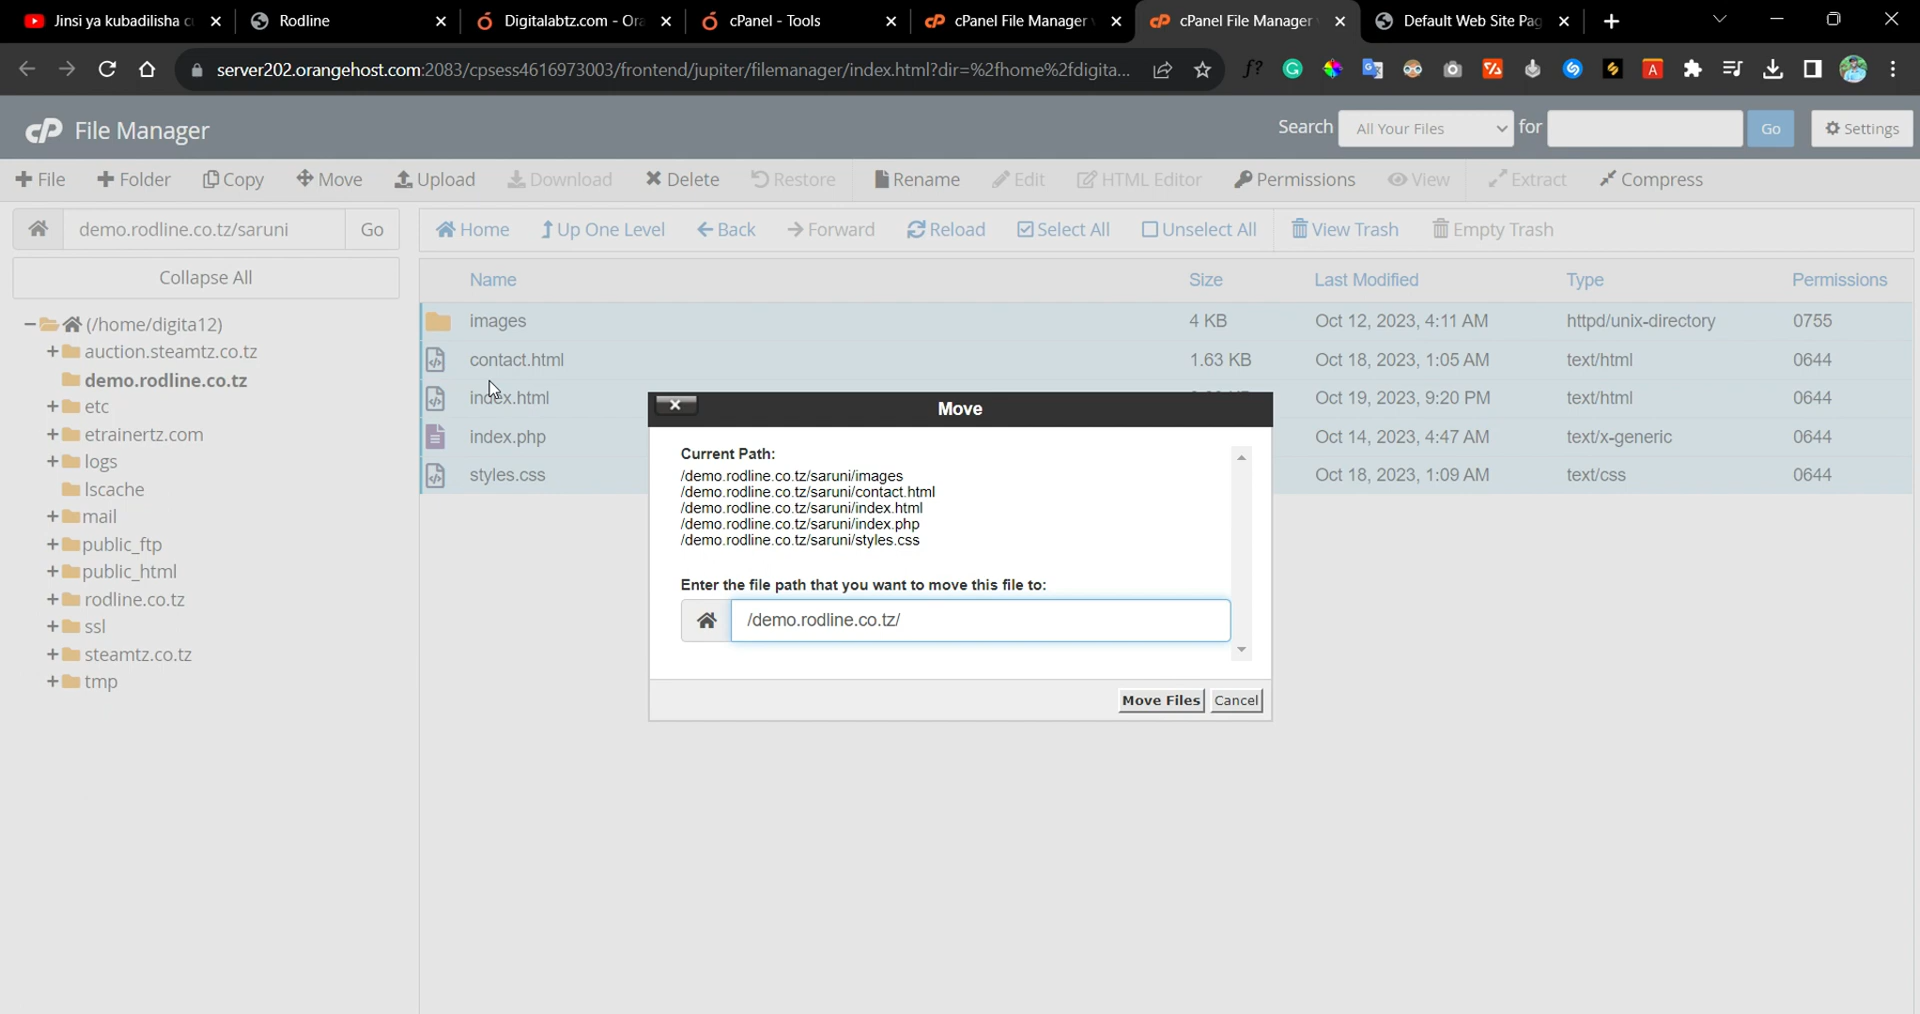 Jinsi ya kubadilisha c
Rodline
Digitalabtz.com - Ora
cPanel - Tools
cPanel File Manager v
cPanel File Manager
Default Web Site Pag
server202.orangehost.com:2083/cpsess4616973003/frontend/jupiter/filemanager/index.html?dir=%2fhome%2fdigita...
cP File Manager
Search All Your Files for Go Settings
File Folder Copy Move Upload Download Delete Restore Rename Edit HTML Editor Permissions View Extract Compress
demo.rodline.co.tz/saruni Go
Home Up One Level Back Forward Reload Select All Unselect All View Trash Empty Trash
Collapse All
(/home/digita12)
auction.steamtz.co.tz
demo.rodline.co.tz
etc
etrainertz.com
logs
lscache
mail
public_ftp
public_html
rodline.co.tz
ssl
steamtz.co.tz
tmp
Name Size Last Modified Type Permissions
images 4 KB Oct 12, 2023, 4:11 AM httpd/unix-directory 0755
contact.html 1.63 KB Oct 18, 2023, 1:05 AM text/html 0644
index.html Oct 19, 2023, 9:20 PM text/html 0644
index.php Oct 14, 2023, 4:47 AM text/x-generic 0644
styles.css Oct 18, 2023, 1:09 AM text/css 0644
Move
Current Path:
/demo.rodline.co.tz/saruni/images
/demo.rodline.co.tz/saruni/contact.html
/demo.rodline.co.tz/saruni/index.html
/demo.rodline.co.tz/saruni/index.php
/demo.rodline.co.tz/saruni/styles.css
Enter the file path that you want to move this file to:
/demo.rodline.co.tz/
Move Files Cancel